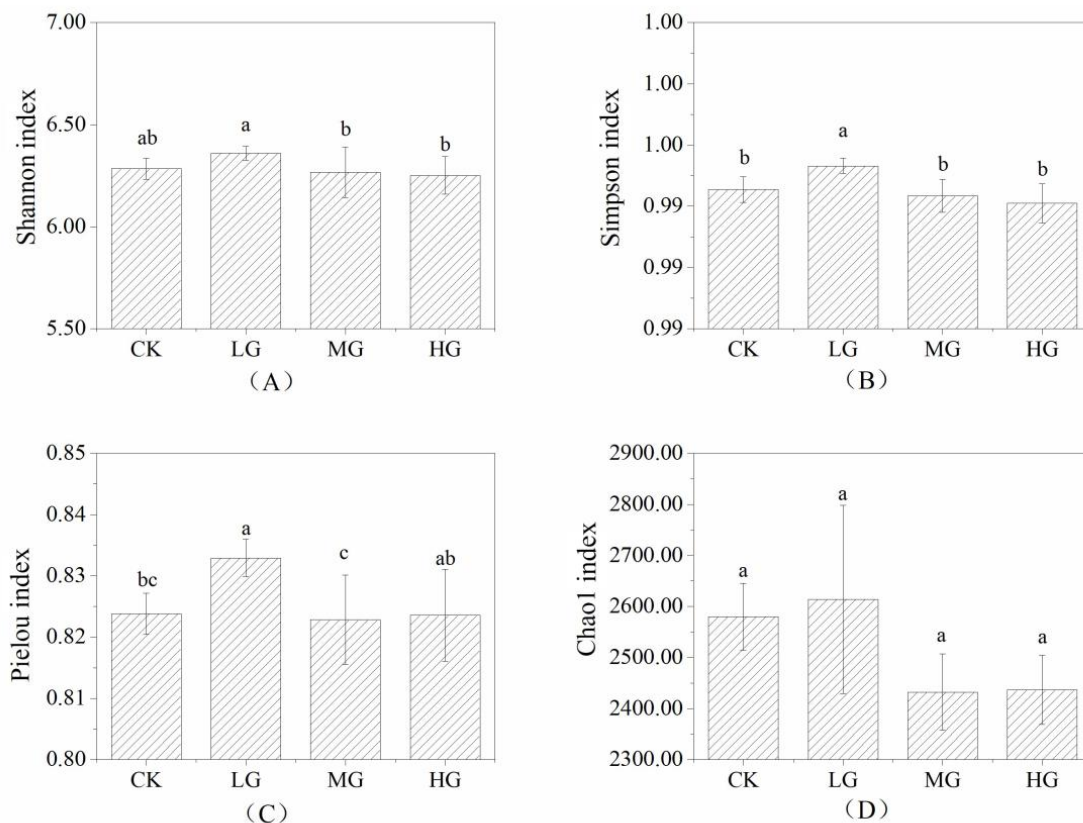 7.00
6.50
6.00
5.50
Shannon index
ab
a
b
b
CK LG MG HG
（A）
1.00
1.00
1.00
0.99
0.99
0.99
Simpson index
b
a
b
b
CK LG MG HG
（B）
0.85
0.84
0.83
0.82
0.81
0.80
Pielou index
bc
a
c
ab
CK LG MG HG
（C）
2900.00
2800.00
2700.00
2600.00
2500.00
2400.00
2300.00
Chao1 index
a
a
a
a
CK LG MG HG
（D）